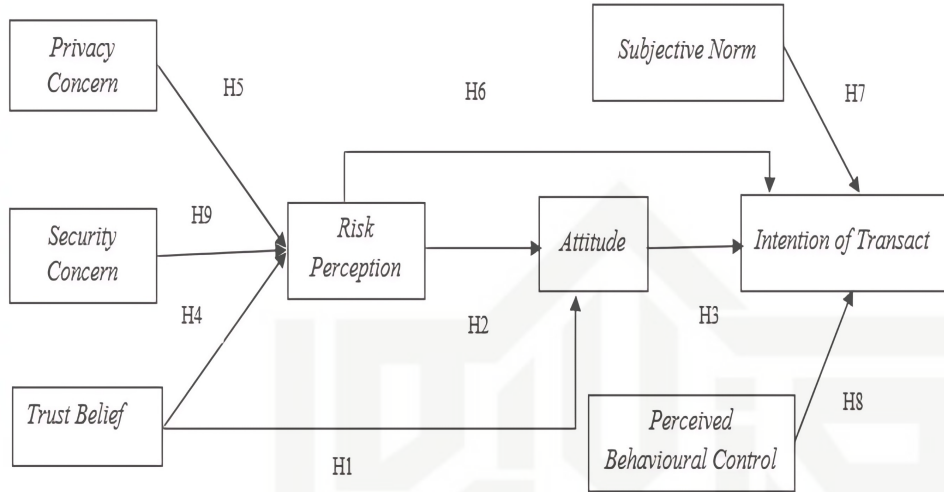 Privacy
Concern
H5
H6
Subjective Norm
H7
Security
Concern
H9
Risk
Perception
Attitude
Intention of Transact
H4
H2
H3
Trust Belief
H1
Perceived
Behavioural Control
H8